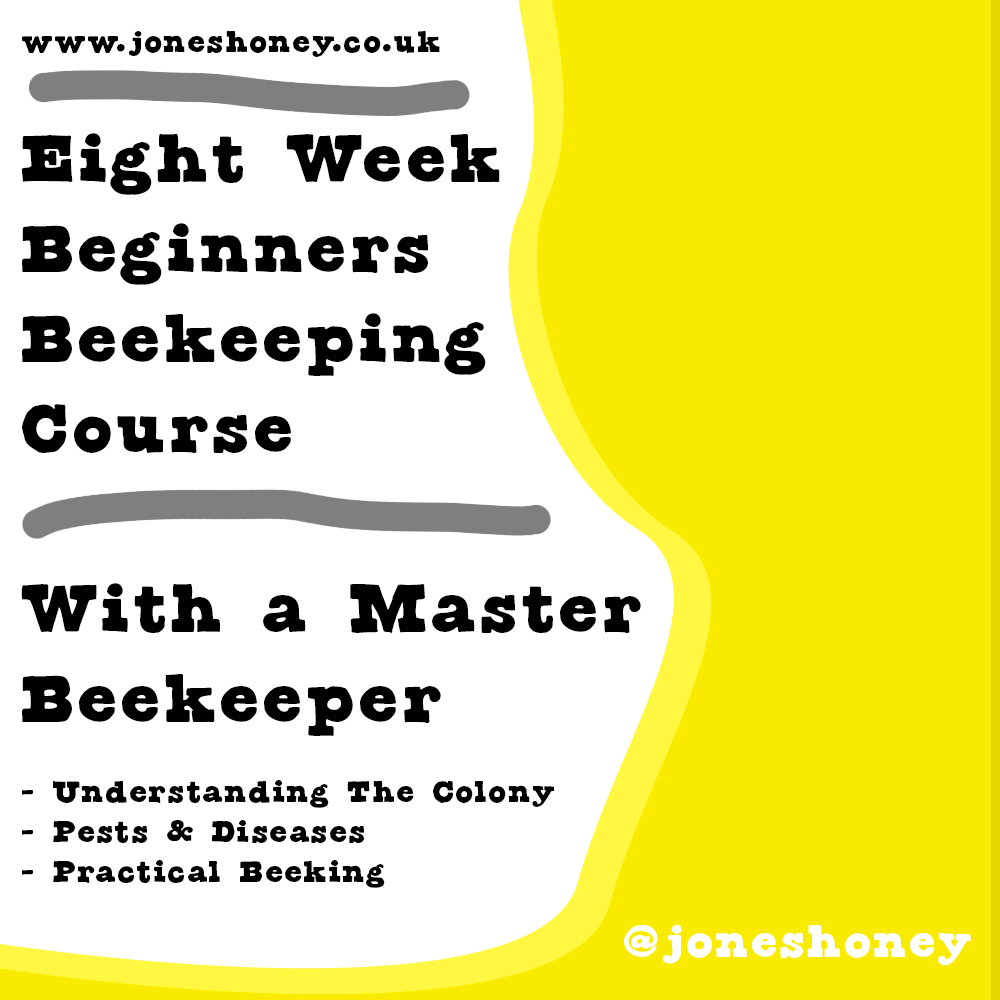 www.joneshoney.co.uk
Eight Week
Beginners
Beekeeping
Course
With a Master
Beekeeper
- Understanding The Colony
- Pests & Diseases
- Practical Beeking
@joneshoney